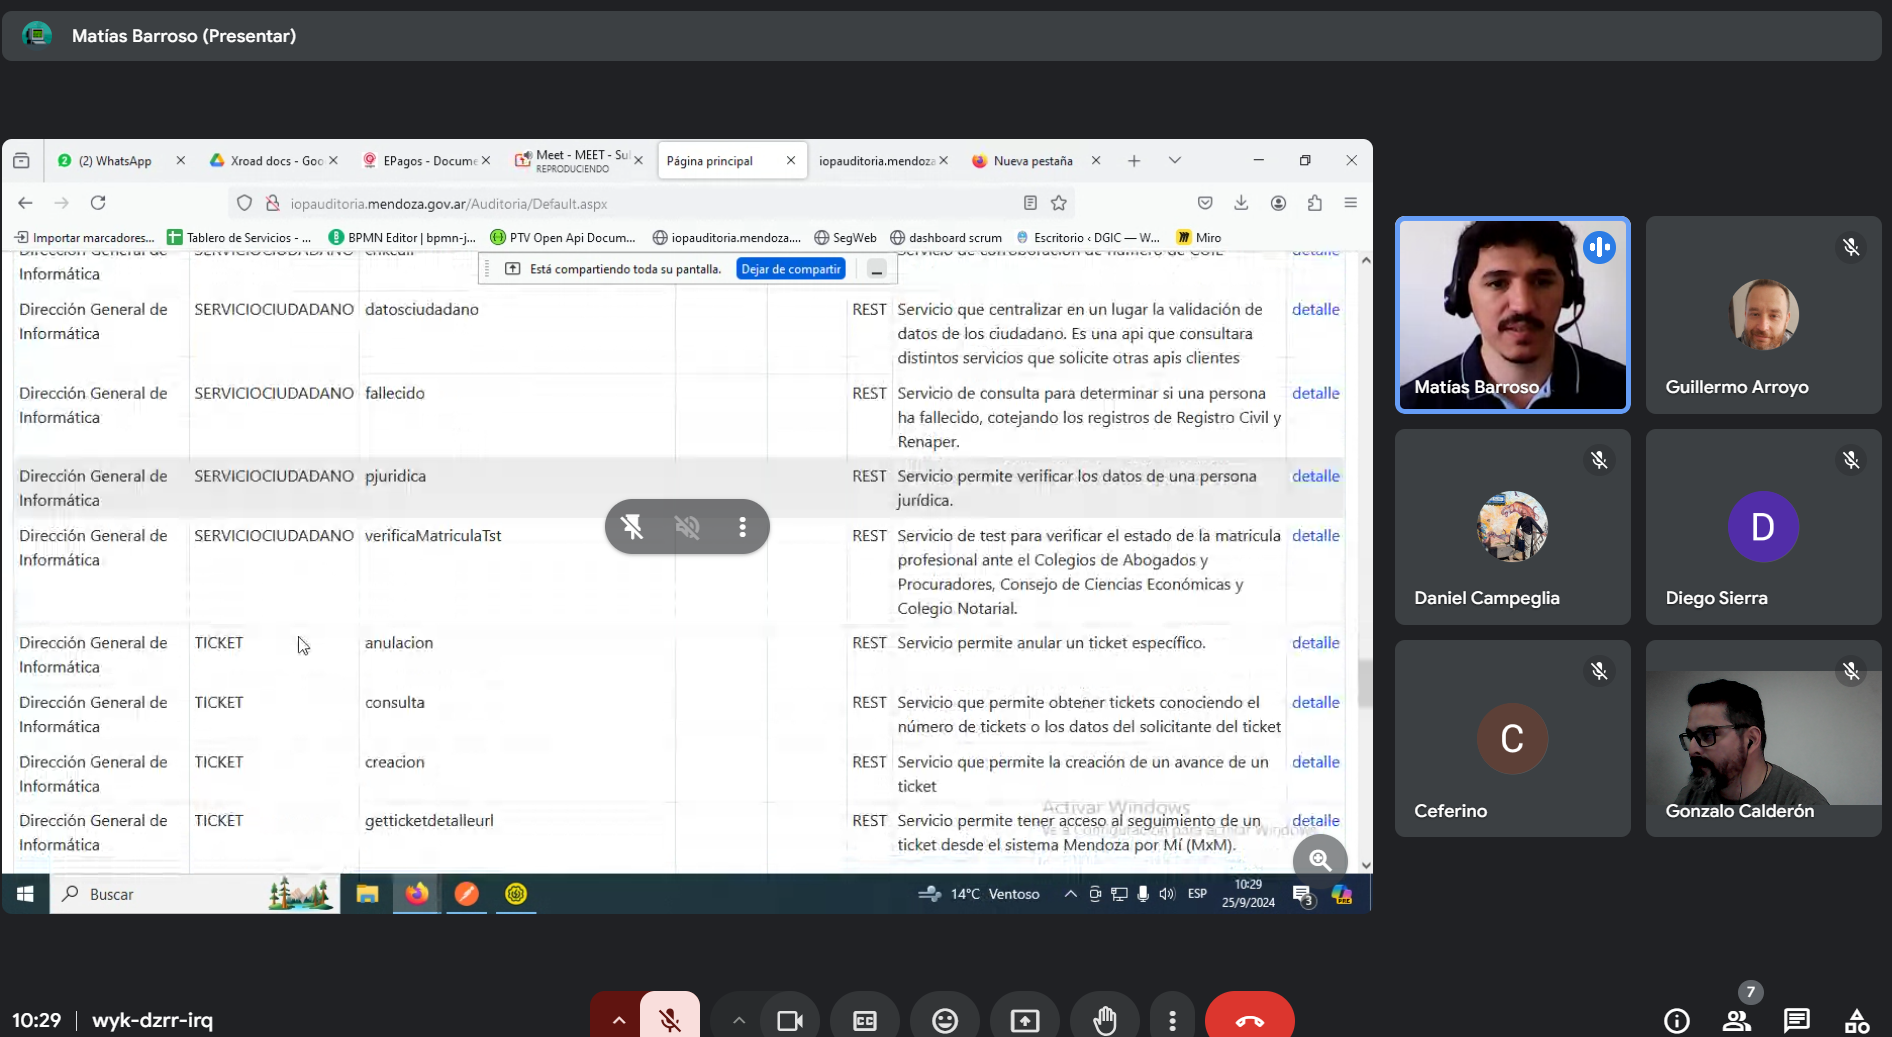 Matías Barroso (Presentar)
(2) WhatsApp
Xroad docs - Goo
EPagos - Docume
Meet - MEET - Sul
REPRODUCIENDO
Página principal
iopauditoria.mendoza
Nueva pestaña
iopauditoria.mendoza.gov.ar/Auditoria/Default.aspx
Importar marcadores...
Tablero de Servicios - ...
BPMN Editor | bpmn-j...
PTV Open Api Docum...
iopauditoria.mendoza....
SegWeb
dashboard scrum
Escritorio ‹ DGIC — W...
Miro
Está compartiendo toda su pantalla.
Dejar de compartir
Informática
Dirección General de
Informática
SERVICIOCIUDADANO
datosciudadano
REST
Servicio que centralizar en un lugar la validación de
datos de los ciudadano. Es una api que consultara
distintos servicios que solicite otras apis clientes
detalle
Dirección General de
Informática
SERVICIOCIUDADANO
fallecido
REST
Servicio de consulta para determinar si una persona
ha fallecido, cotejando los registros de Registro Civil y
Renaper.
detalle
Dirección General de
Informática
SERVICIOCIUDADANO
pjuridica
REST
Servicio permite verificar los datos de una persona
jurídica.
detalle
Dirección General de
Informática
SERVICIOCIUDADANO
verificaMatriculaTst
REST
Servicio de test para verificar el estado de la matricula
profesional ante el Colegios de Abogados y
Procuradores, Consejo de Ciencias Económicas y
Colegio Notarial.
detalle
Dirección General de
Informática
TICKET
anulacion
REST
Servicio permite anular un ticket específico.
detalle
Dirección General de
Informática
TICKET
consulta
REST
Servicio que permite obtener tickets conociendo el
número de tickets o los datos del solicitante del ticket
detalle
Dirección General de
Informática
TICKET
creacion
REST
Servicio que permite la creación de un avance de un
ticket
detalle
Dirección General de
Informática
TICKET
getticketdetalleurl
REST
Servicio permite tener acceso al seguimiento de un
ticket desde el sistema Mendoza por Mí (MxM).
detalle
Activar Windows
Ve a Configuración para activar Windows.
Buscar
14°C Ventoso
ESP
10:29
25/9/2024
3
PRE
Matías Barroso
Guillermo Arroyo
Daniel Campeglia
D
Diego Sierra
C
Ceferino
Gonzalo Calderón
10:29
wyk-dzrr-irq
7